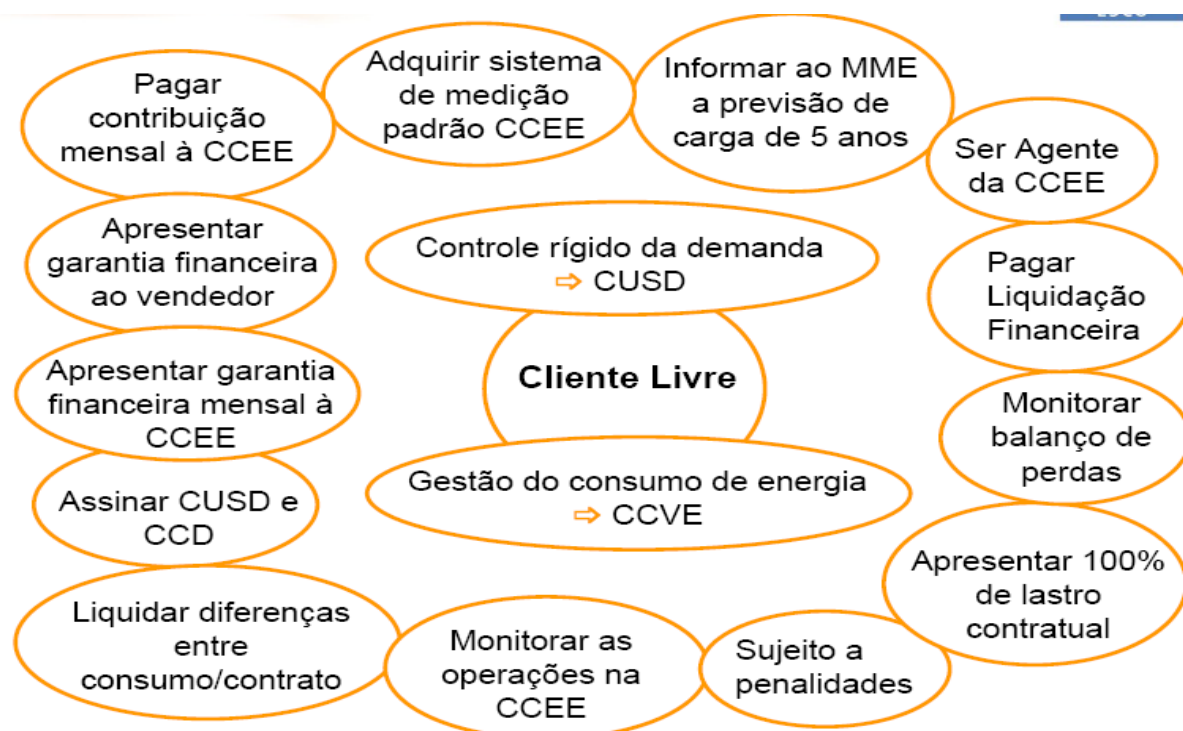 Pagar
contribuição
mensal à CCEE
Adquirir sistema
de medição
padrão CCEE
Informar ao MME
a previsão de
carga de 5 anos
Ser Agente
da CCEE
Apresentar
garantia financeira
ao vendedor
Controle rígido da demanda
⇨ CUSD
Pagar
Liquidação
Financeira
Apresentar garantia
financeira mensal à
CCEE
Cliente Livre
Monitorar
balanço de
perdas
Assinar CUSD e
CCD
Gestão do consumo de energia
⇨ CCVE
Apresentar 100%
de lastro
contratual
Liquidar diferenças
entre
consumo/contrato
Monitorar as
operações na
CCEE
Sujeito a
penalidades